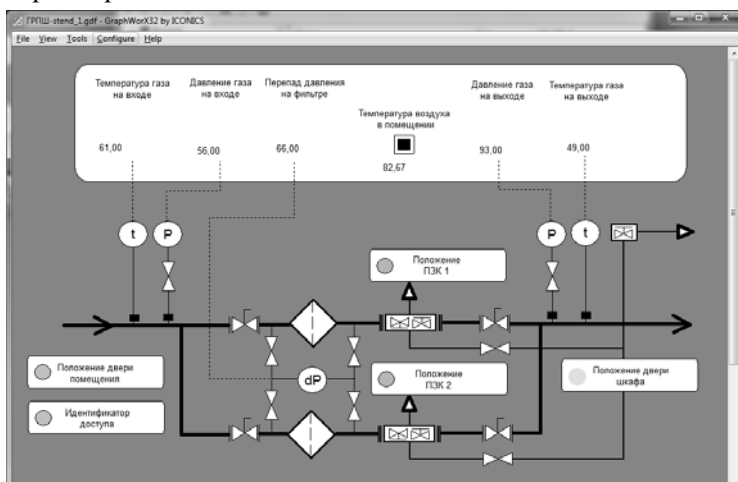 ГРПШ-stend_1.gdf - GraphWorX32 by ICONICS
File View Tools Configure Help
Температура газа
на входе
Давление газа
на входе
Перепад давления
на фильтре
Температура воздуха
в помещении
Давление газа
на выходе
Температура газа
на выходе
61,00
56,00
66,00
82,67
93,00
49,00
t
P
P
t
Положение
ПЗК 1
Положение двери
помещения
dP
Положение
ПЗК 2
Положение двери
шкафа
Идентификатор
доступа